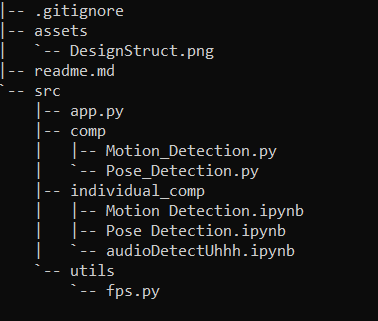 |-- .gitignore
|-- assets
|   `-- DesignStruct.png
|-- readme.md
`-- src
    |-- app.py
    |-- comp
    |   |-- Motion_Detection.py
    |   `-- Pose_Detection.py
    |-- individual_comp
    |   |-- Motion Detection.ipynb
    |   |-- Pose Detection.ipynb
    |   `-- audioDetectUhhh.ipynb
    `-- utils
        `-- fps.py